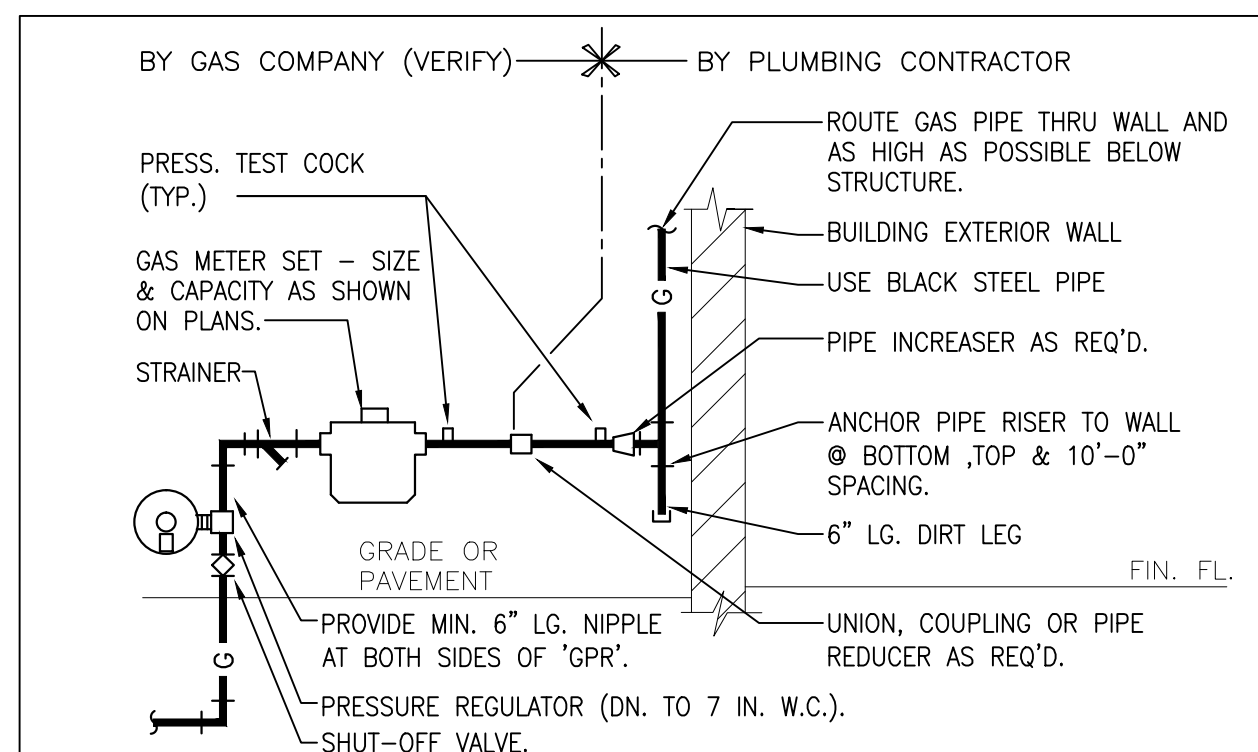 BY GAS COMPANY (VERIFY)
BY PLUMBING CONTRACTOR
PRESS. TEST COCK
(TYP.)
GAS METER SET – SIZE
& CAPACITY AS SHOWN
ON PLANS.
STRAINER
ROUTE GAS PIPE THRU WALL AND
AS HIGH AS POSSIBLE BELOW
STRUCTURE.
BUILDING EXTERIOR WALL
USE BLACK STEEL PIPE
G
PIPE INCREASER AS REQ'D.
ANCHOR PIPE RISER TO WALL
@ BOTTOM ,TOP & 10'–0"
SPACING.
6" LG. DIRT LEG
GRADE OR
PAVEMENT
FIN. FL.
PROVIDE MIN. 6" LG. NIPPLE
AT BOTH SIDES OF 'GPR'.
UNION, COUPLING OR PIPE
REDUCER AS REQ'D.
G
PRESSURE REGULATOR (DN. TO 7 IN. W.C.).
SHUT–OFF VALVE.